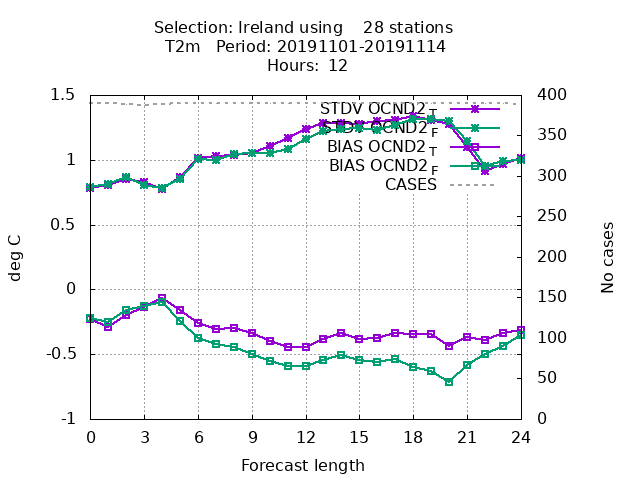 Selection: Ireland using    28 stations
T2m   Period: 20191101-20191114
Hours: 12
1.5
1
0.5
0
-0.5
-1
400
350
300
250
200
150
100
50
0
deg C
No cases
STDV OCND2_T
STDV OCND2_F
BIAS OCND2_T
BIAS OCND2_F
CASES
0 3 6 9 12 15 18 21 24
Forecast length